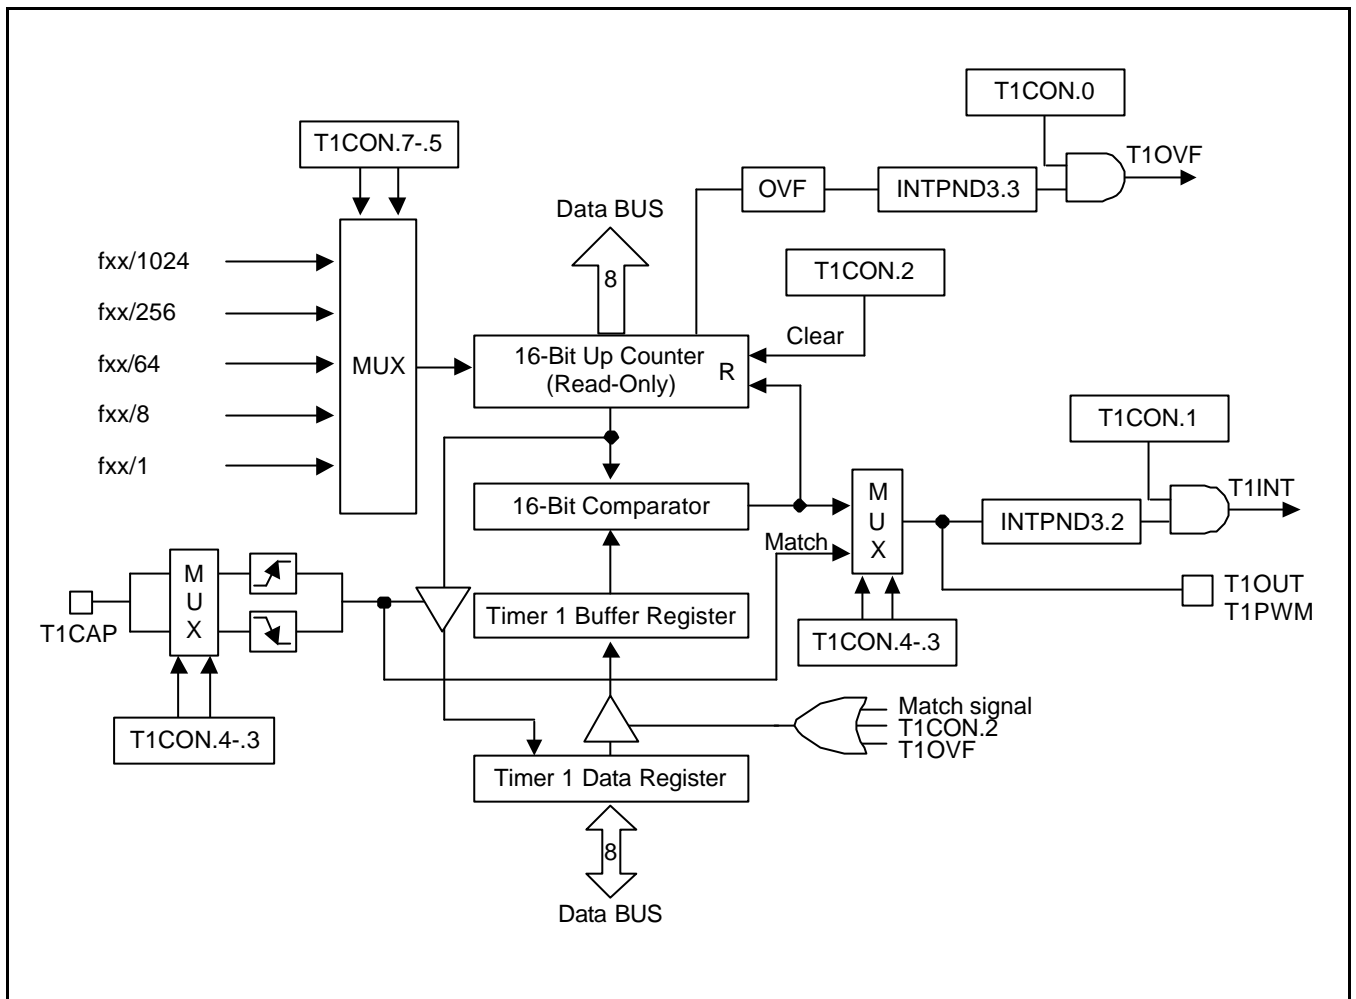 T1CON.0
T1CON.7-.5
T1OVF
OVF
INTPND3.3
Data BUS
8
T1CON.2
fxx/1024
fxx/256
fxx/64
fxx/8
fxx/1
MUX
Clear
16-Bit Up Counter
(Read-Only)
R
T1CON.1
16-Bit Comparator
M
U
X
INTPND3.2
T1INT
Match
T1CAP
M
U
X
Timer 1 Buffer Register
T1OUT
T1PWM
T1CON.4-.3
T1CON.4-.3
Match signal
T1CON.2
T1OVF
Timer 1 Data Register
8
Data BUS